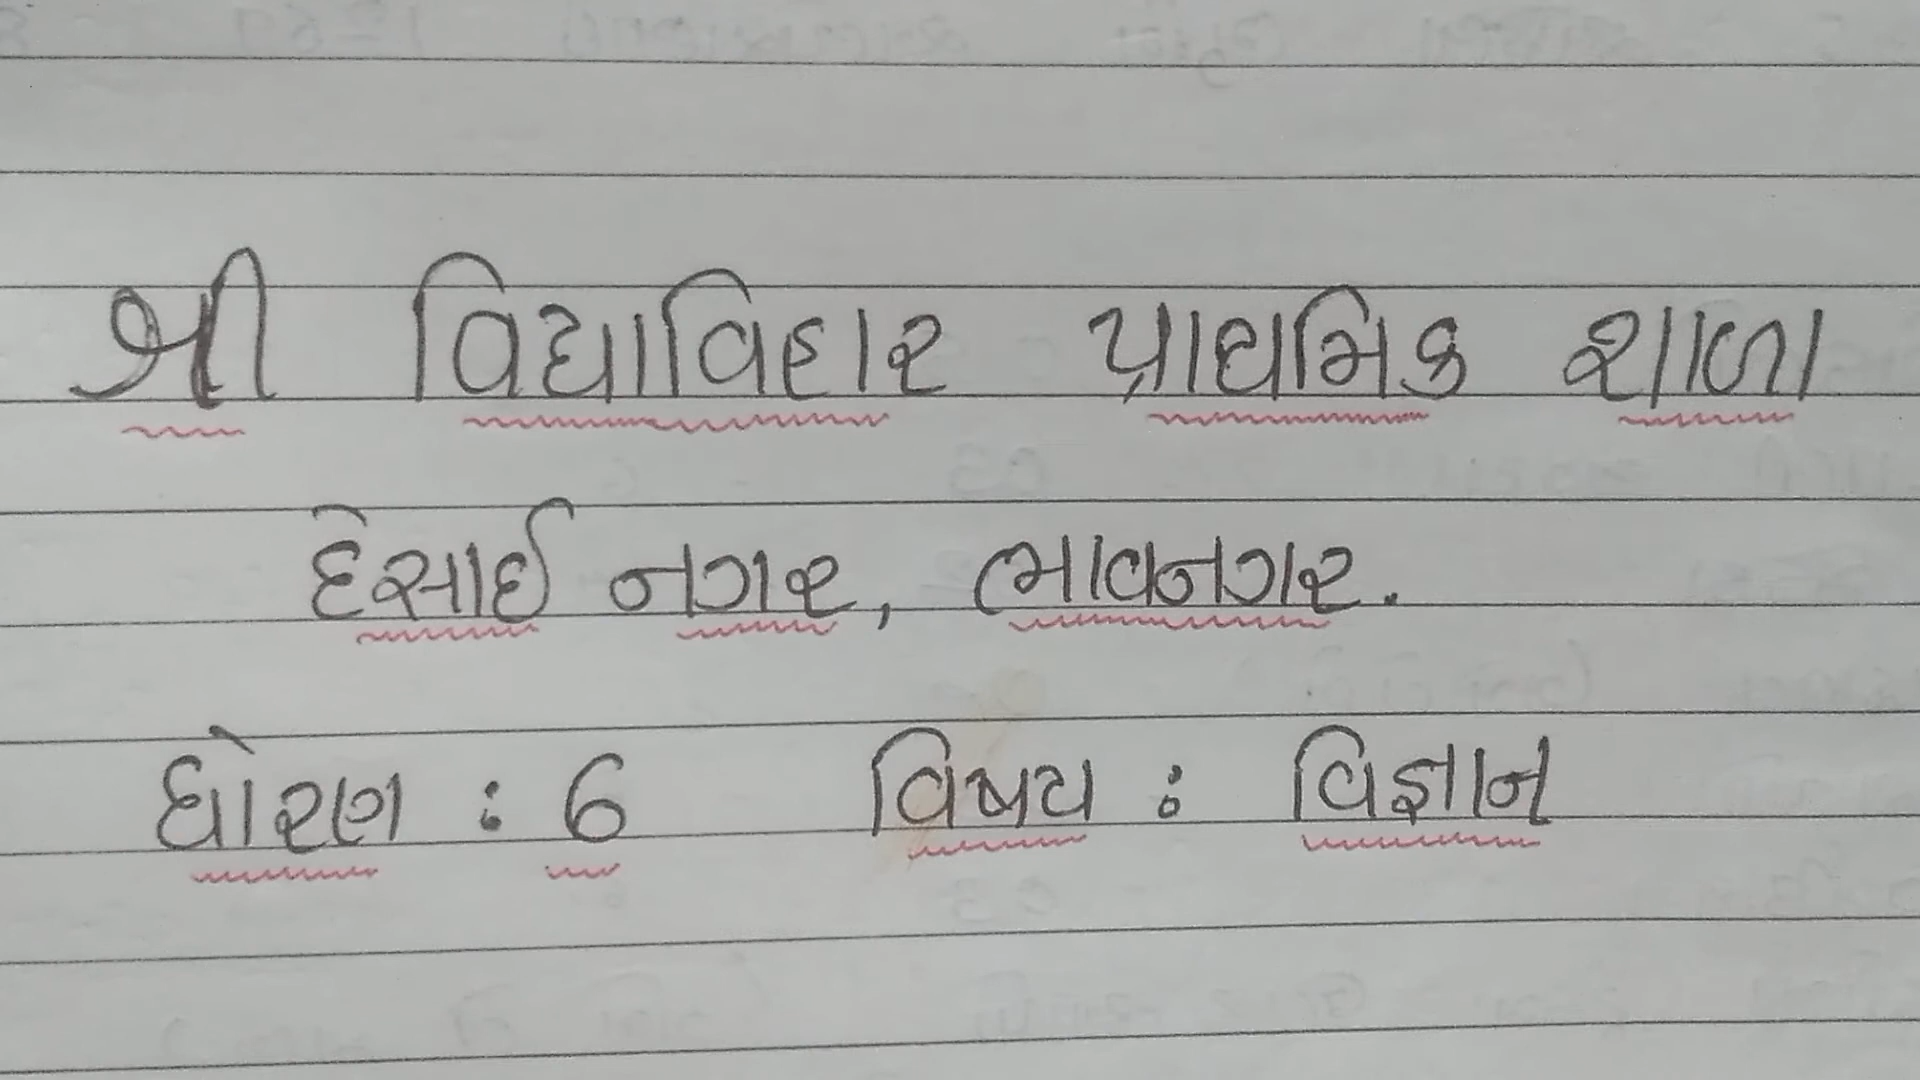 શ્રી વિદ્યાવિહાર પ્રાથમિક શાળા
દેસાઈ નગર, ભાવનગર.
ધોરણ : 6 વિષય : વિજ્ઞાન